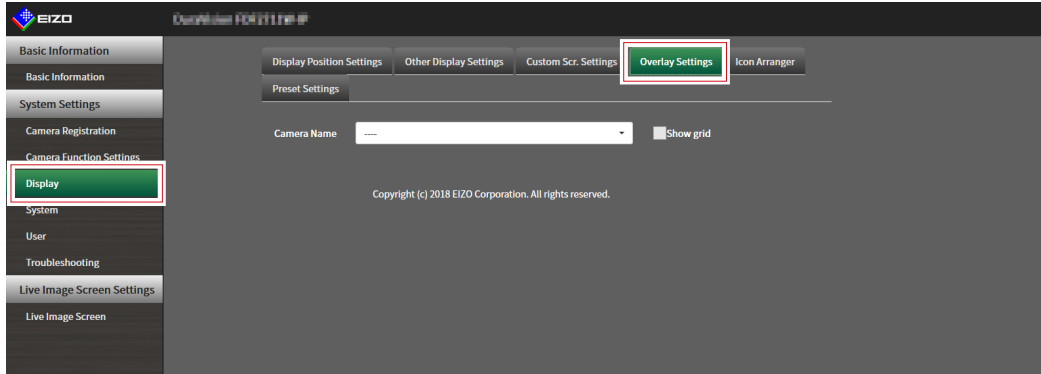 EIZO
Basic Information
Basic Information
System Settings
Camera Registration
Camera Function Settings
Display
System
User
Troubleshooting
Live Image Screen Settings
Live Image Screen
Display Position Settings Other Display Settings Custom Scr. Settings Overlay Settings Icon Arranger
Preset Settings
Camera Name ---- Show grid
Copyright (c) 2018 EIZO Corporation. All rights reserved.